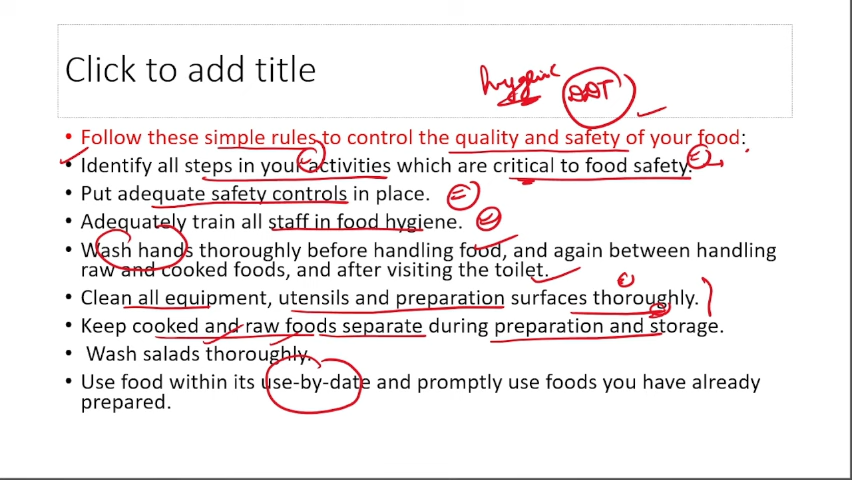 Click to add title
hygiene
DDT
• Follow these simple rules to control the quality and safety of your food:
• Identify all steps in your activities which are critical to food safety.
• Put adequate safety controls in place.
• Adequately train all staff in food hygiene.
• Wash hands thoroughly before handling food, and again between handling
raw and cooked foods, and after visiting the toilet.
• Clean all equipment, utensils and preparation surfaces thoroughly.
• Keep cooked and raw foods separate during preparation and storage.
• Wash salads thoroughly.
• Use food within its use-by-date and promptly use foods you have already
prepared.